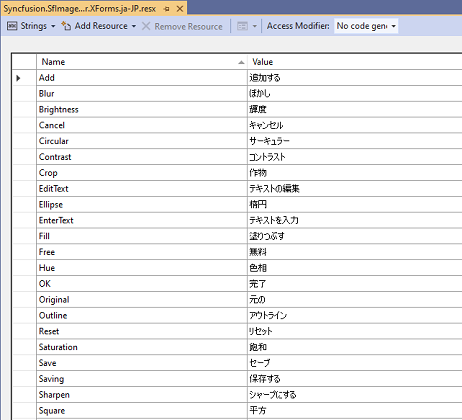 Syncfusion.SfImage...r.XForms.ja-JP.resx
Strings Add Resource Remove Resource Access Modifier: No code gene
Name Value
Add 追加する
Blur ぼかし
Brightness 輝度
Cancel キャンセル
Circular サーキュラー
Contrast コントラスト
Crop 作物
EditText テキストの編集
Ellipse 楕円
EnterText テキストを入力
Fill 塗りつぶす
Free 無料
Hue 色相
OK 完了
Original 元の
Outline アウトライン
Reset リセット
Saturation 飽和
Save セーブ
Saving 保存する
Sharpen シャープにする
Square 平方